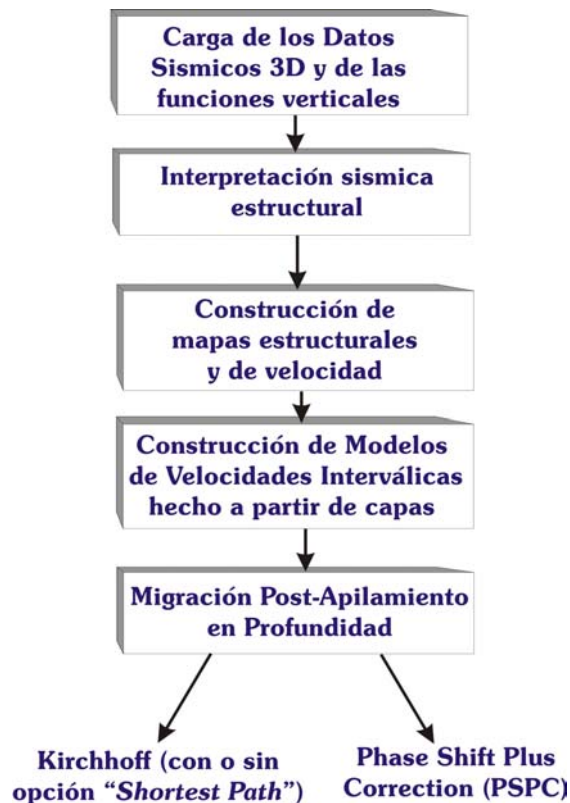 Carga de los Datos
Sismicos 3D y de las
funciones verticales
Interpretación sismica
estructural
Construcción de
mapas estructurales
y de velocidad
Construcción de Modelos
de Velocidades Interválicas
hecho a partir de capas
Migración Post-Apilamiento
en Profundidad
Kirchhoff (con o sin
opción “Shortest Path”)
Phase Shift Plus
Correction (PSPC)